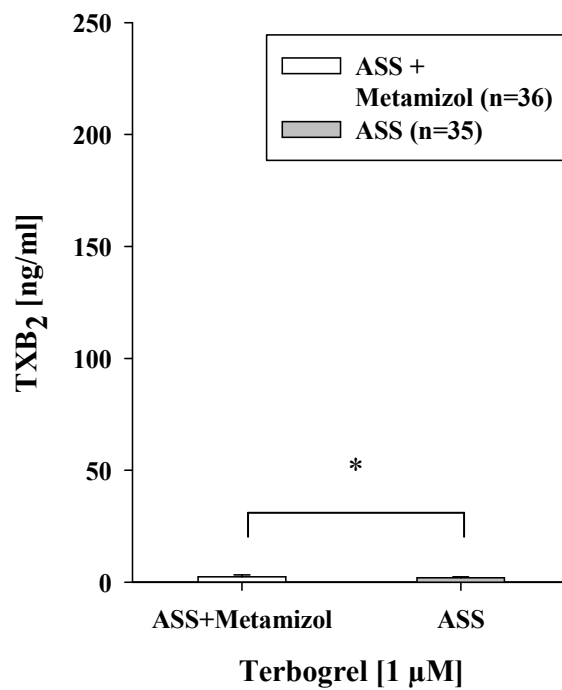 250
200
150
100
50
0
TXB2 [ng/ml]
ASS +
Metamizol (n=36)
ASS (n=35)
*
ASS+Metamizol
ASS
Terbogrel [1 µM]